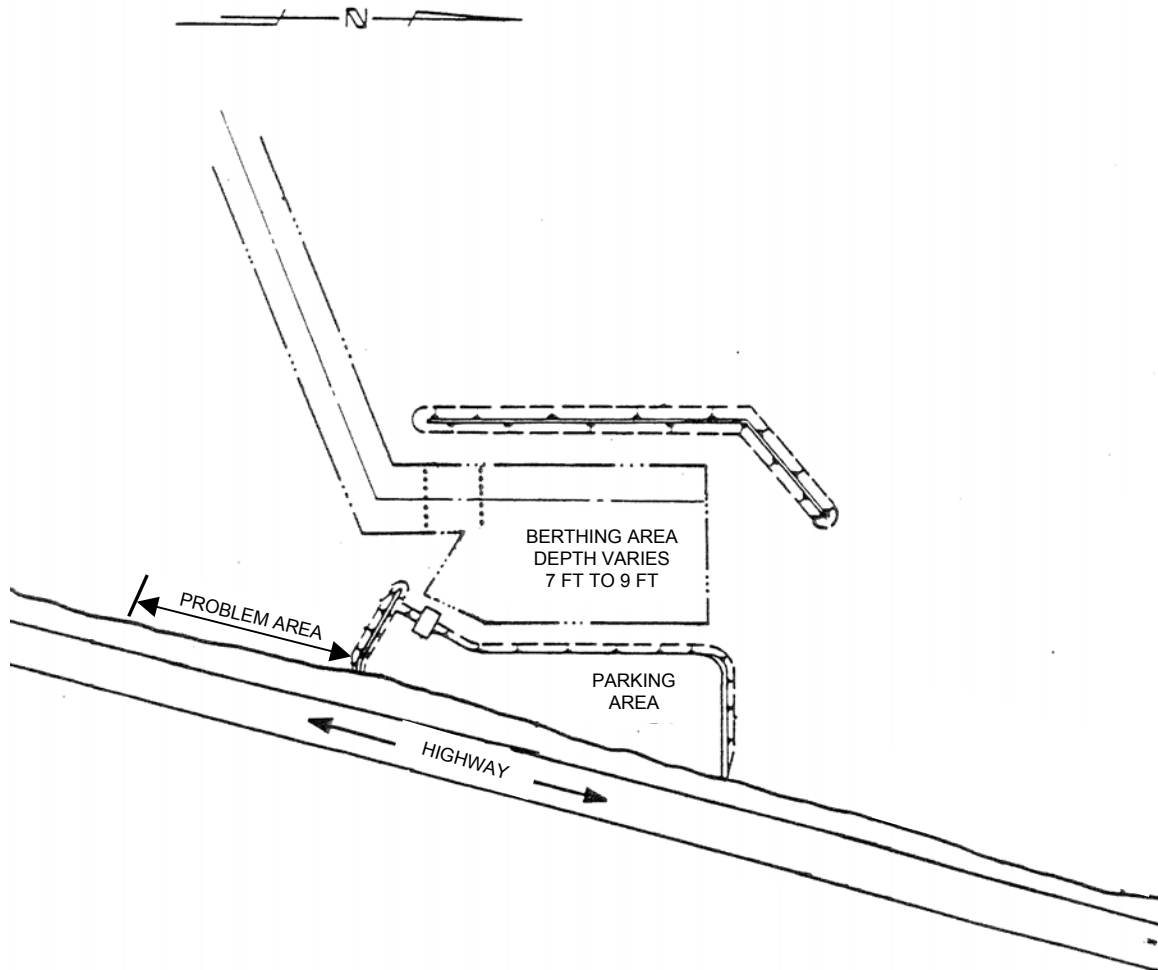 N
BERTHING AREA
DEPTH VARIES
7 FT TO 9 FT
PROBLEM AREA
PARKING
AREA
HIGHWAY